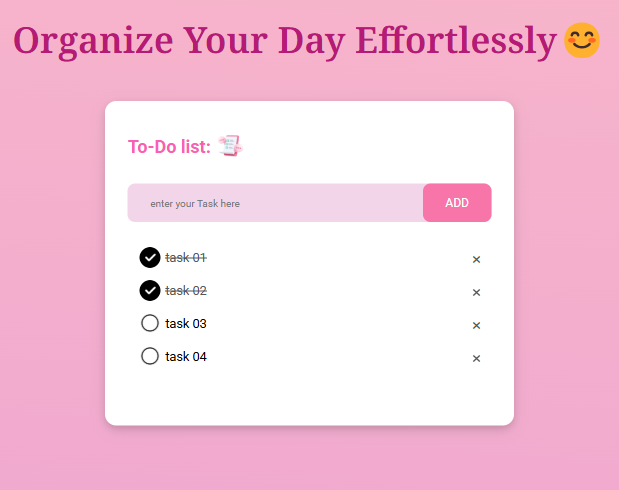 Organize Your Day Effortlessly😊
To-Do list:
enter your Task here ADD
task 01 ×
task 02 ×
task 03 ×
task 04 ×